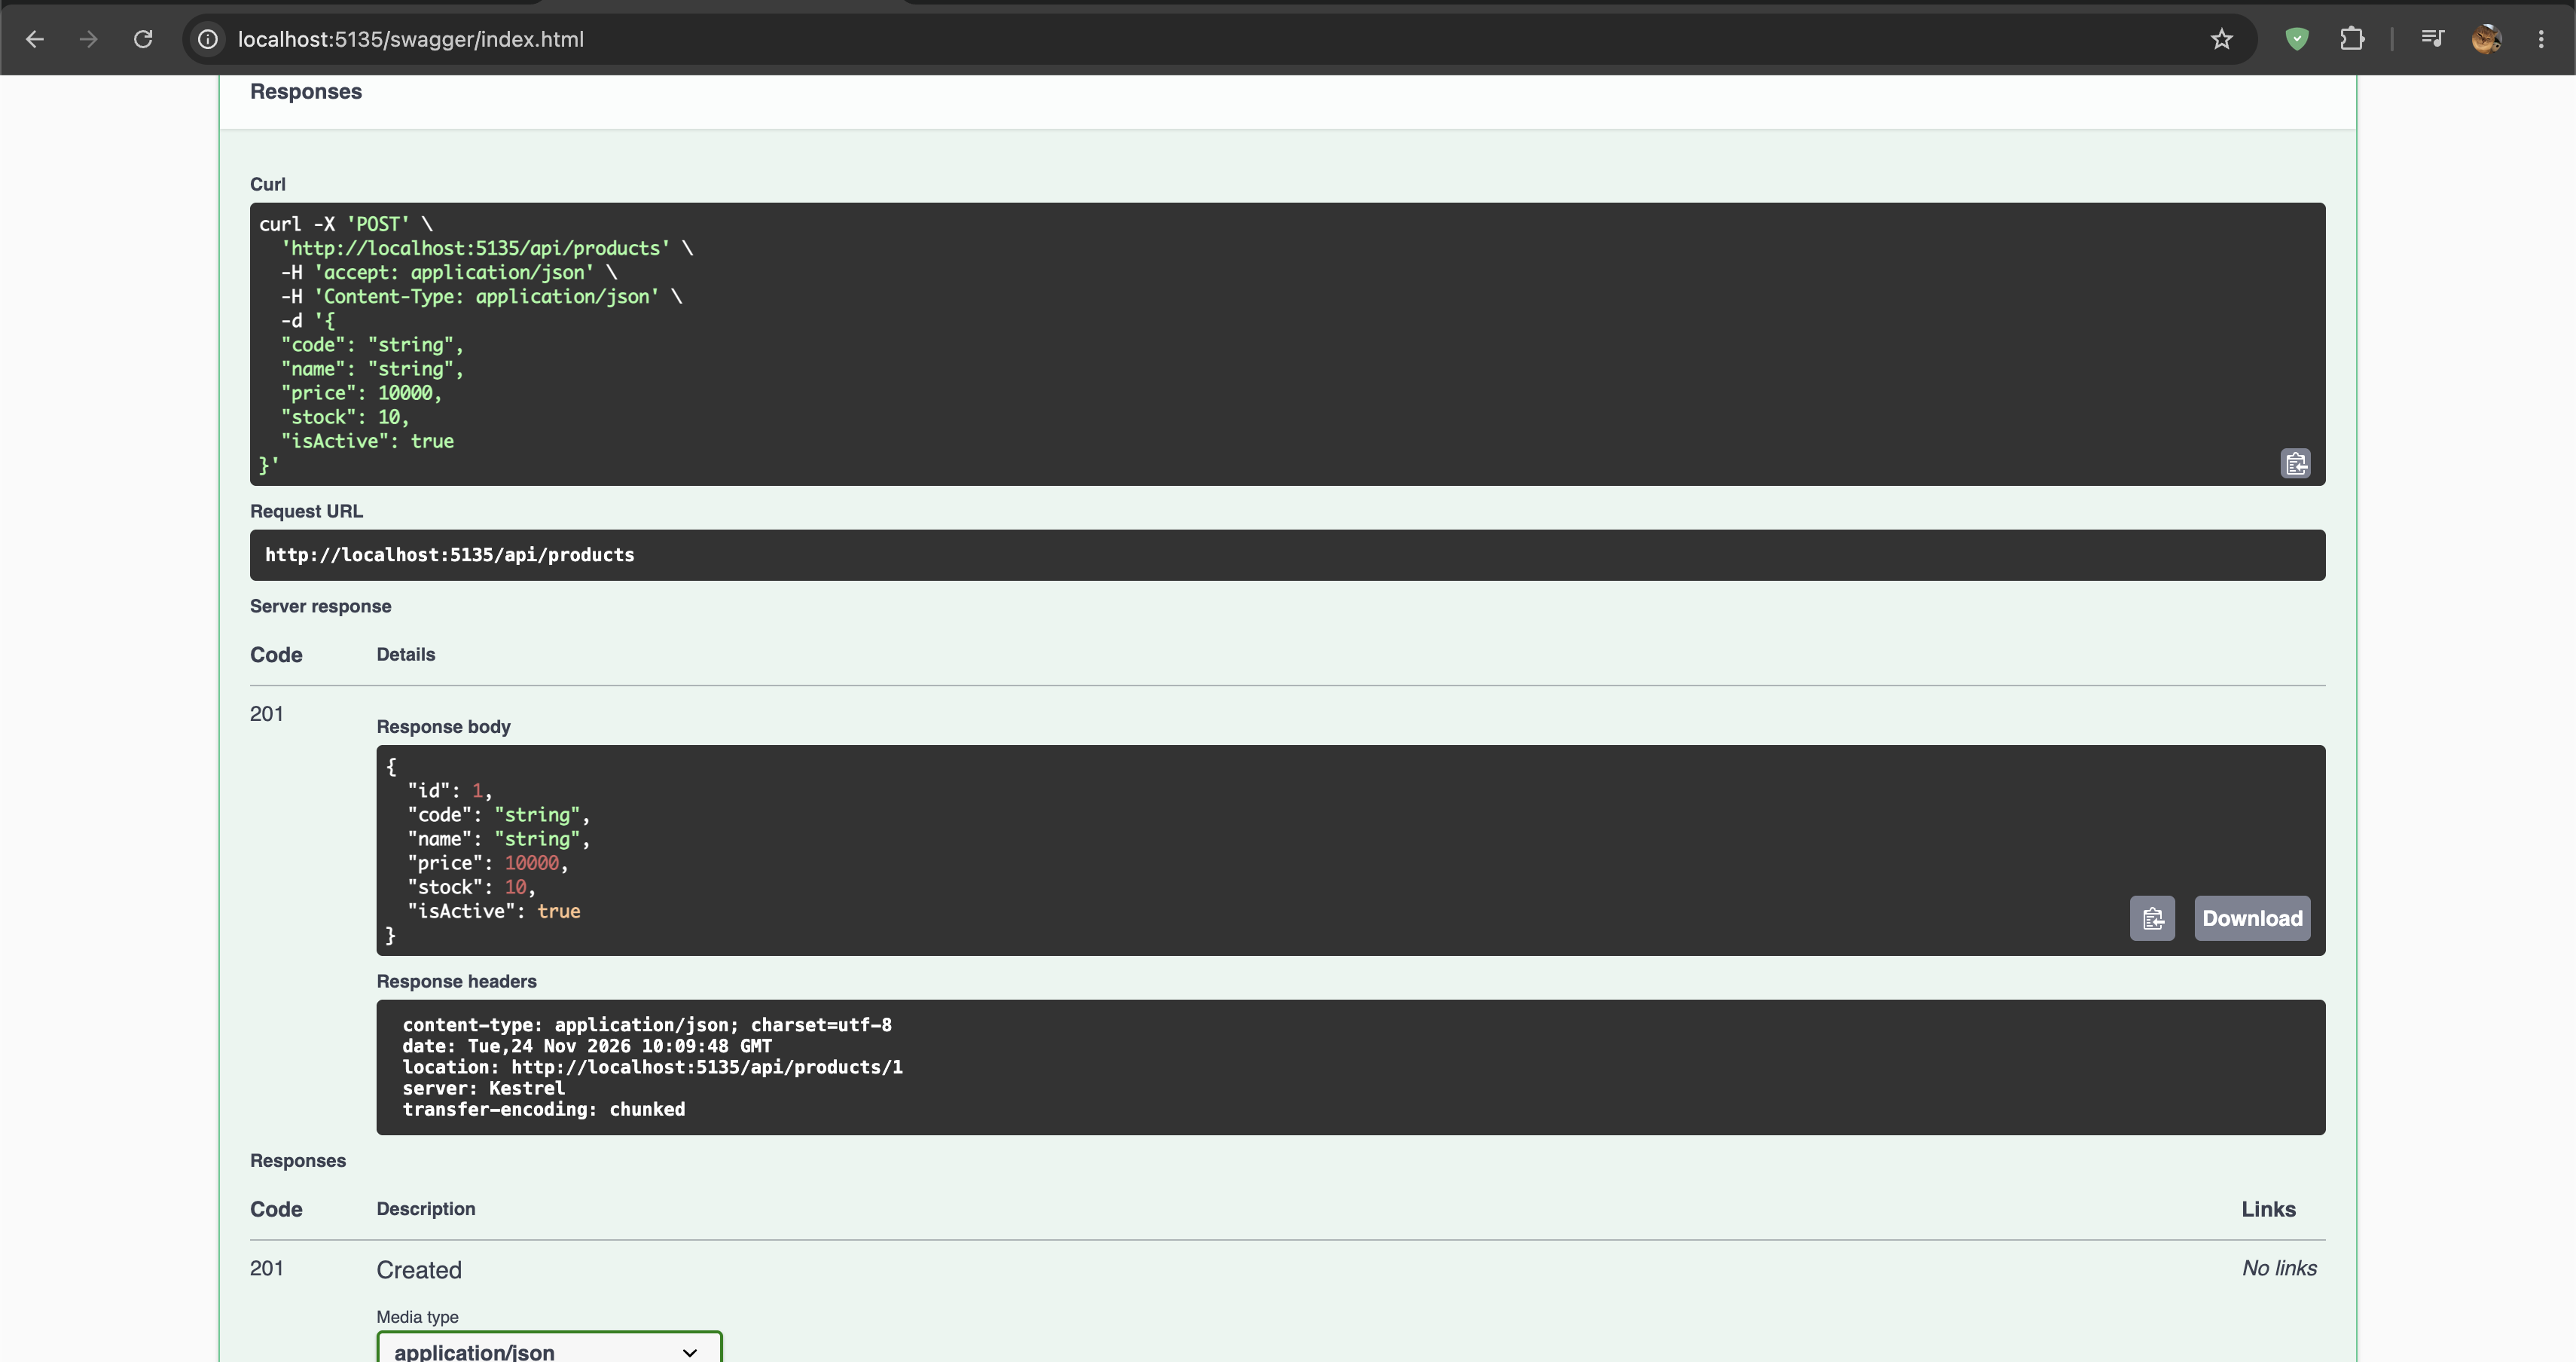 localhost:5135/swagger/index.html
Responses
Curl
curl -X 'POST' \
  'http://localhost:5135/api/products' \
  -H 'accept: application/json' \
  -H 'Content-Type: application/json' \
  -d '{
  "code": "string",
  "name": "string",
  "price": 10000,
  "stock": 10,
  "isActive": true
}'
Request URL
http://localhost:5135/api/products
Server response
Code Details
201
Response body
{
  "id": 1,
  "code": "string",
  "name": "string",
  "price": 10000,
  "stock": 10,
  "isActive": true
}
Download
Response headers
content-type: application/json; charset=utf-8
date: Tue,24 Nov 2026 10:09:48 GMT
location: http://localhost:5135/api/products/1
server: Kestrel
transfer-encoding: chunked
Responses
Code Description Links
201 Created No links
Media type
application/json